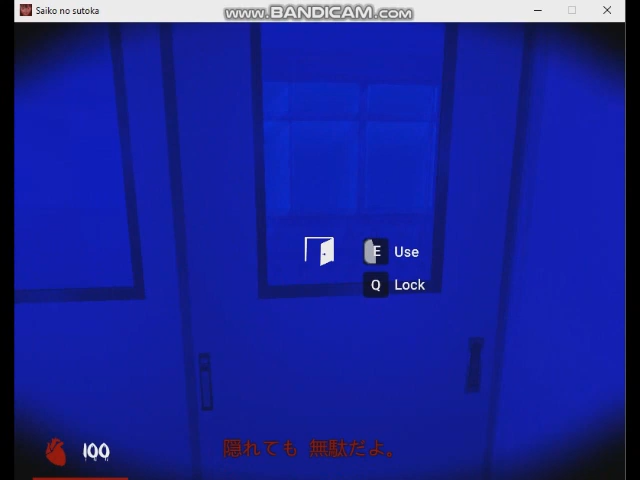 Saiko no sutoka
www.BANDICAM.com
E Use
Q Lock
100
隠れても 無駄だよ。